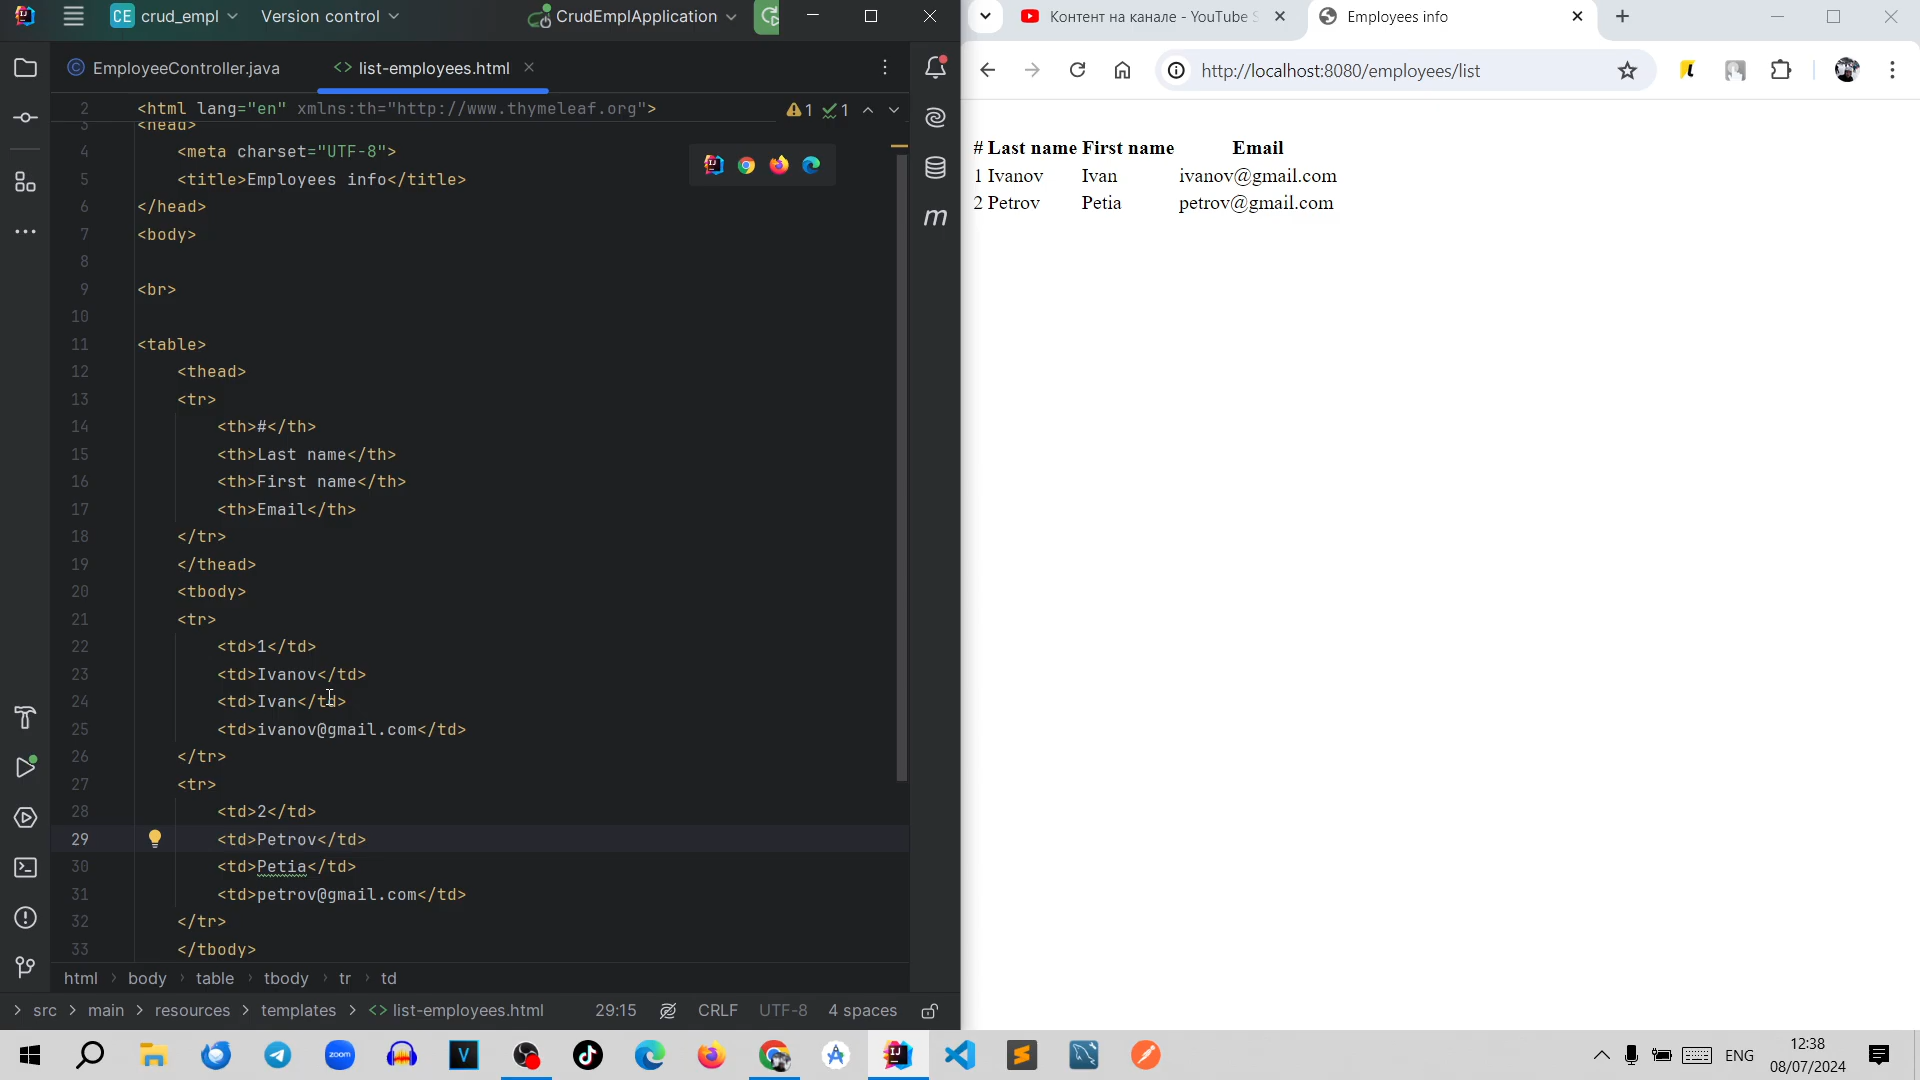 CE crud_empl Version control CrudEmplApplication
EmployeeController.java <> list-employees.html
2 <html lang="en" xmlns:th="http://www.thymeleaf.org"> 1 1
3 <head>
4 <meta charset="UTF-8">
5 <title>Employees info</title>
6 </head>
7 <body>
8
9 <br>
10
11 <table>
12 <thead>
13 <tr>
14 <th>#</th>
15 <th>Last name</th>
16 <th>First name</th>
17 <th>Email</th>
18 </tr>
19 </thead>
20 <tbody>
21 <tr>
22 <td>1</td>
23 <td>Ivanov</td>
24 <td>Ivan</td>
25 <td>ivanov@gmail.com</td>
26 </tr>
27 <tr>
28 <td>2</td>
29 <td>Petrov</td>
30 <td>Petia</td>
31 <td>petrov@gmail.com</td>
32 </tr>
33 </tbody>
html > body > table > tbody > tr > td
> src > main > resources > templates > <> list-employees.html 29:15 CRLF UTF-8 4 spaces
Контент на канале - YouTube S Employees info
http://localhost:8080/employees/list
# Last name First name Email
1 Ivanov Ivan ivanov@gmail.com
2 Petrov Petia petrov@gmail.com
zoom V ENG
12:38
08/07/2024